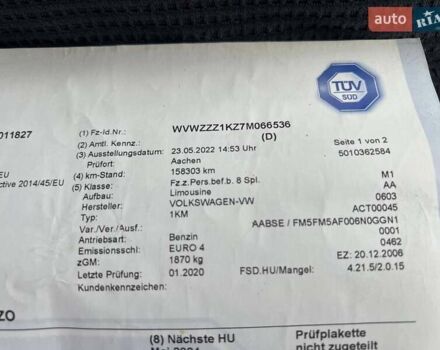 auto RIA
TÜV
SÜD
011827
(1) Fz-Id.Nr.: WVWZZZ1KZ7M066536
(2) Amtl. Kennz.: (D)
(3) Ausstellungsdatum: 23.05.2022 14:53 Uhr Seite 1 von 2
Prüfort: Aachen 5010362584
(4) km-Stand: 158303 km
(5) Klasse: Fz.z.Pers.bef.b. 8 Spl. M1
Aufbau: Limousine AA
Hersteller: VOLKSWAGEN-VW 0603
Typ: 1KM ACT00045
Var./Ver./Ausf.: AABSE / FM5FM5AF006N0GGN1
Antriebsart: Benzin 0001
Emissionsschl: EURO 4 0462
zGM: 1870 kg EZ: 20.12.2006
Letzte Prüfung: 01.2020 FSD.HU/Mangel: 4.21.5/2.0.15
Kundenkennzeichen:
/EU
ective 2014/45/EU
ZO
(8) Nächste HU
Prüfplakette
nicht zugeteilt